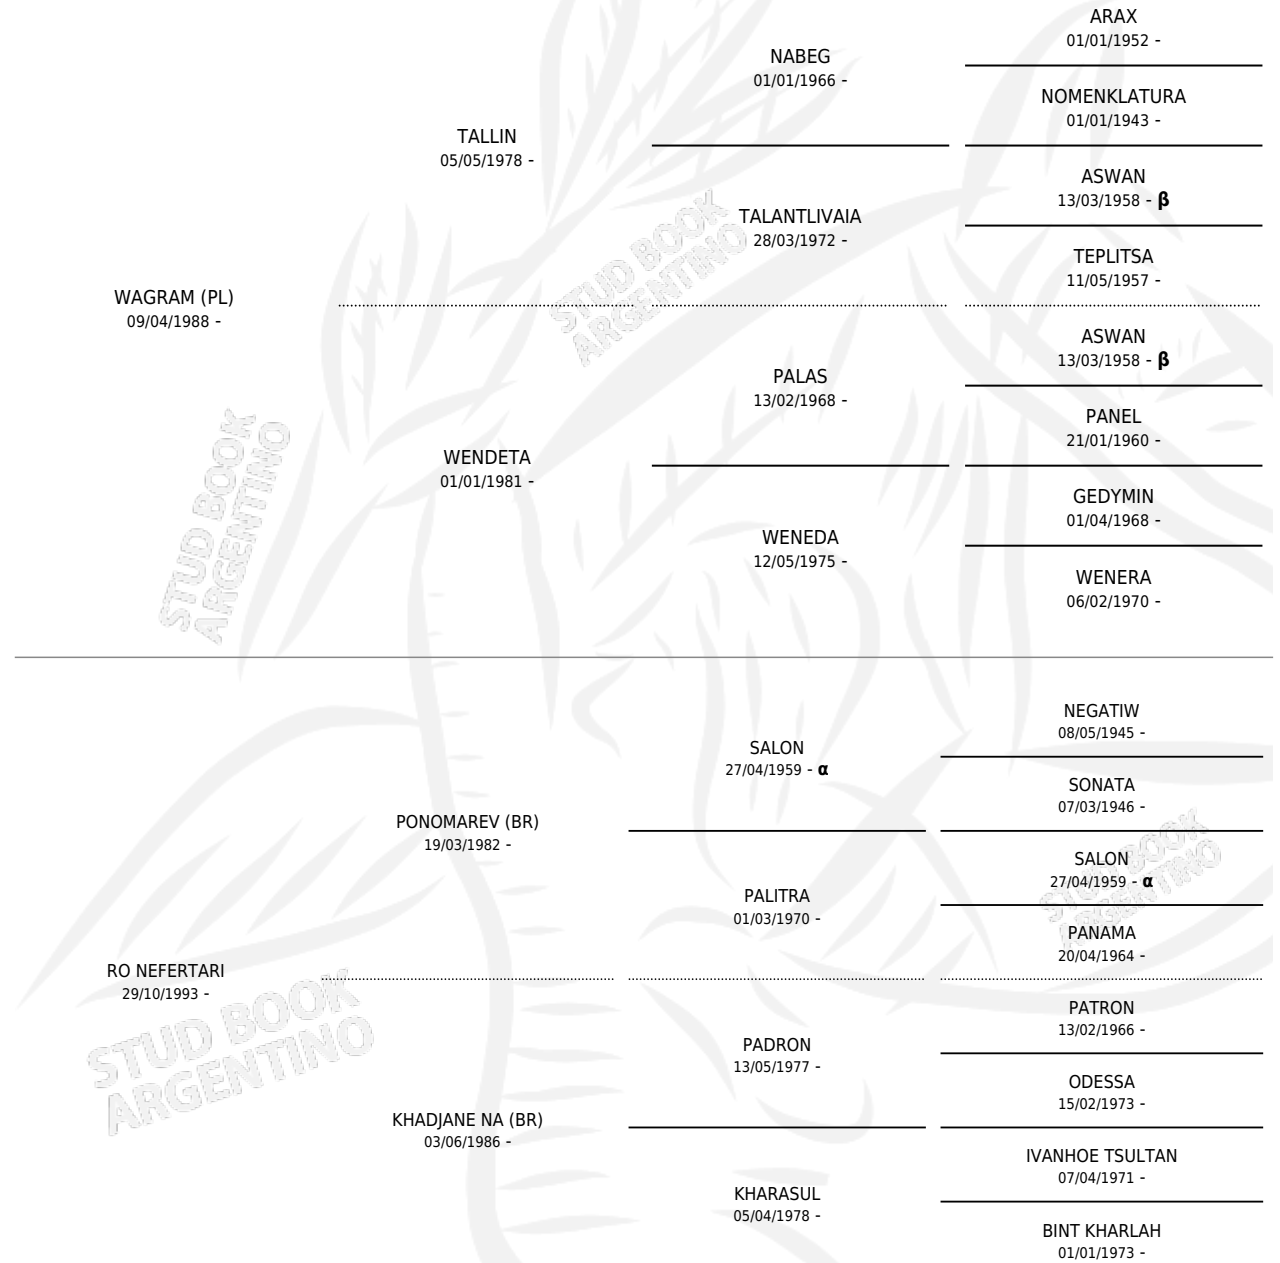 ARAX
01/01/1952 -
NABEG
01/01/1966 -
NOMENKLATURA
01/01/1943 -
TALLIN
05/05/1978 -
ASWAN
13/03/1958 - β
TALANTLIVAIA
28/03/1972 -
TEPLITSA
11/05/1957 -
WAGRAM (PL)
09/04/1988 -
ASWAN
13/03/1958 - β
PALAS
13/02/1968 -
PANEL
21/01/1960 -
WENDETA
01/01/1981 -
GEDYMIN
01/04/1968 -
WENEDA
12/05/1975 -
WENERA
06/02/1970 -
NEGATIW
08/05/1945 -
SALON
27/04/1959 - α
SONATA
07/03/1946 -
PONOMAREV (BR)
19/03/1982 -
SALON
27/04/1959 - α
PALITRA
01/03/1970 -
PANAMA
20/04/1964 -
RO NEFERTARI
29/10/1993 -
PATRON
13/02/1966 -
PADRON
13/05/1977 -
ODESSA
15/02/1973 -
KHADJANE NA (BR)
03/06/1986 -
IVANHOE TSULTAN
07/04/1971 -
KHARASUL
05/04/1978 -
BINT KHARLAH
01/01/1973 -
STUD BOOK
ARGENTINO
STUD BOOK
ARGENTINO
STUD BOOK
ARGENTINO
STUD BOOK
ARGENTINO